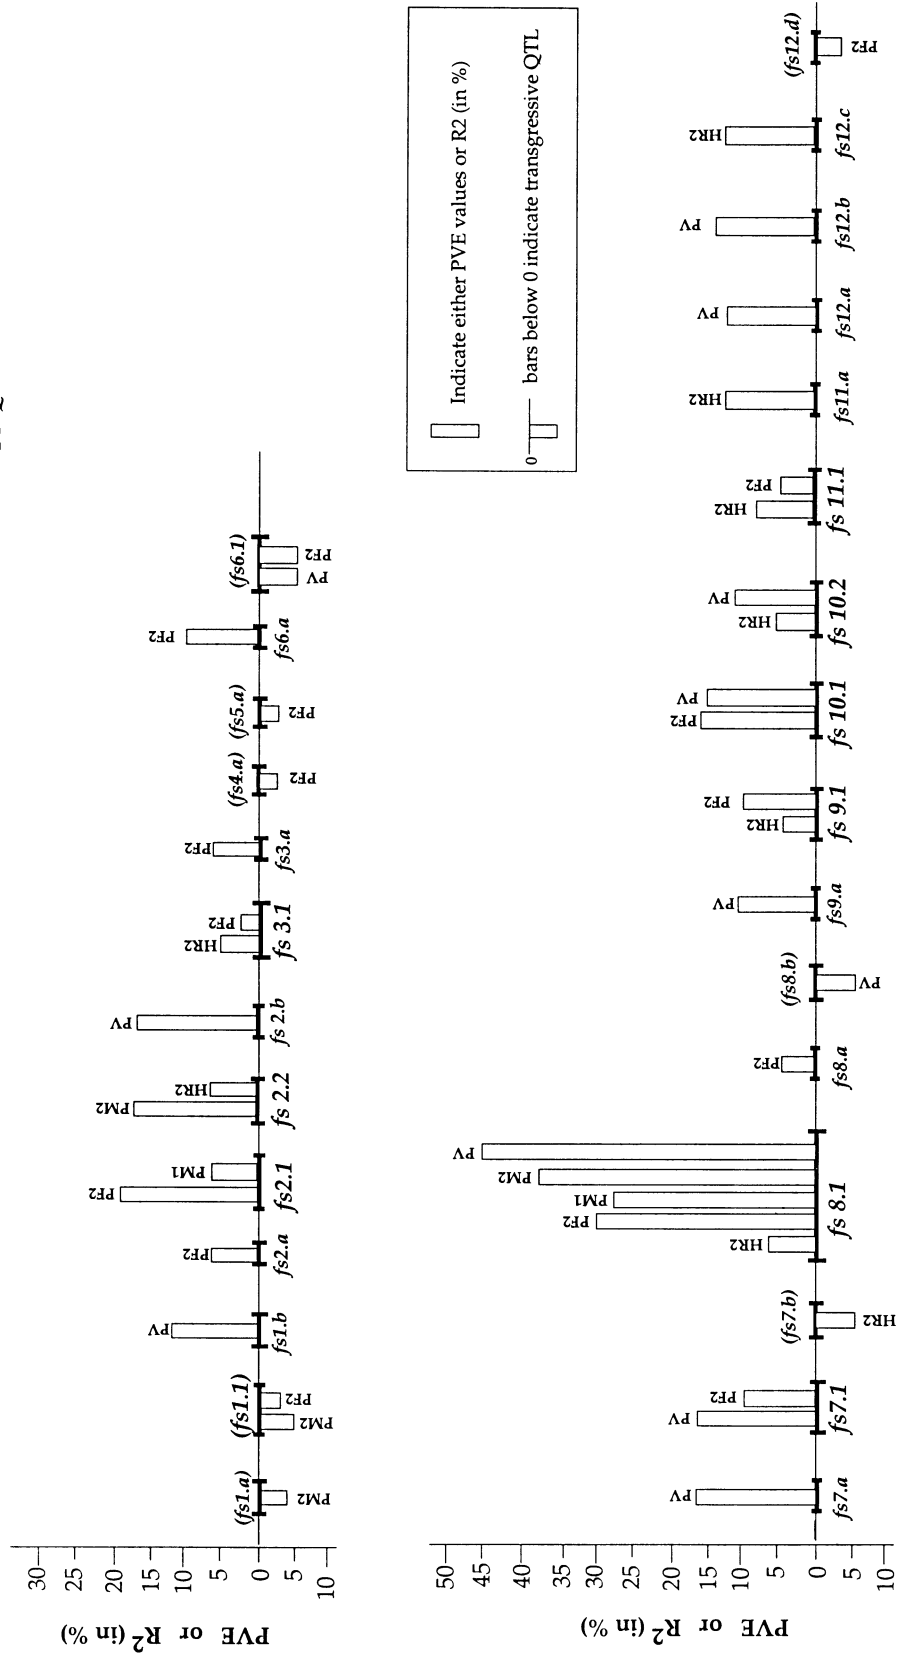 PVE or R² (in %)
30
25
20
15
10
5
0
5
10
(fs1.a)
PM2
(fs1.1)
PM2
PF2
PV
fs1.b
PF2
fs2.a
PF2
PM1
fs2.1
PM2
HR2
fs 2.2
PV
fs 2.b
HR2
PF2
fs 3.1
PF2
fs3.a
(fs4.a)
PF2
(fs5.a)
PF2
PF2
fs6.a
(fs6.1)
PV
PF2
Indicate either PVE values or R2 (in %)
0
bars below 0 indicate transgressive QTL
PVE or R² (in %)
50
45
40
35
30
25
20
15
10
5
0
5
10
PV
fs7.a
PV
PF2
fs7.1
(fs7.b)
HR2
HR2
PF2
PM1
PM2
PV
fs 8.1
PF2
fs8.a
(fs8.b)
PV
PV
fs9.a
HR2
PF2
fs 9.1
PF2
PV
fs 10.1
HR2
PV
fs 10.2
HR2
PF2
fs 11.1
HR2
fs11.a
PV
fs12.a
PV
fs12.b
HR2
fs12.c
(fs12.d)
PF2